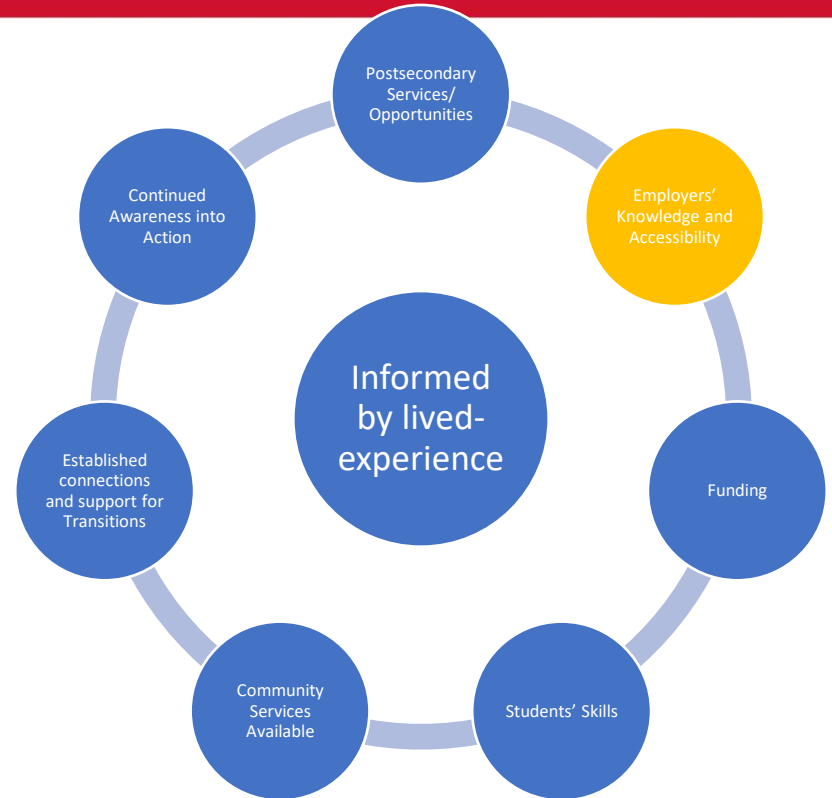 Postsecondary
Services/
Opportunities
Employers’
Knowledge and
Accessibility
Funding
Students’ Skills
Community
Services
Available
Established
connections
and support for
Transitions
Continued
Awareness into
Action
Informed
by lived-
experience